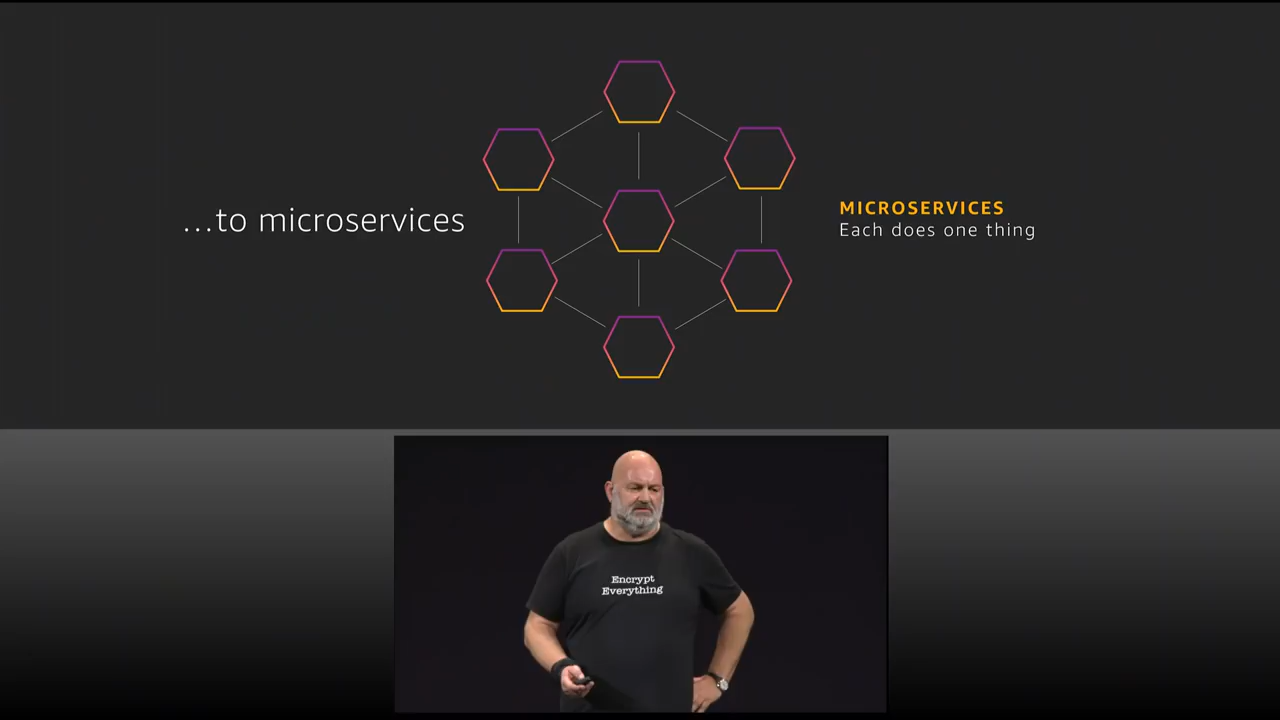 ...to microservices
MICROSERVICES
Each does one thing
Encrypt
Everything